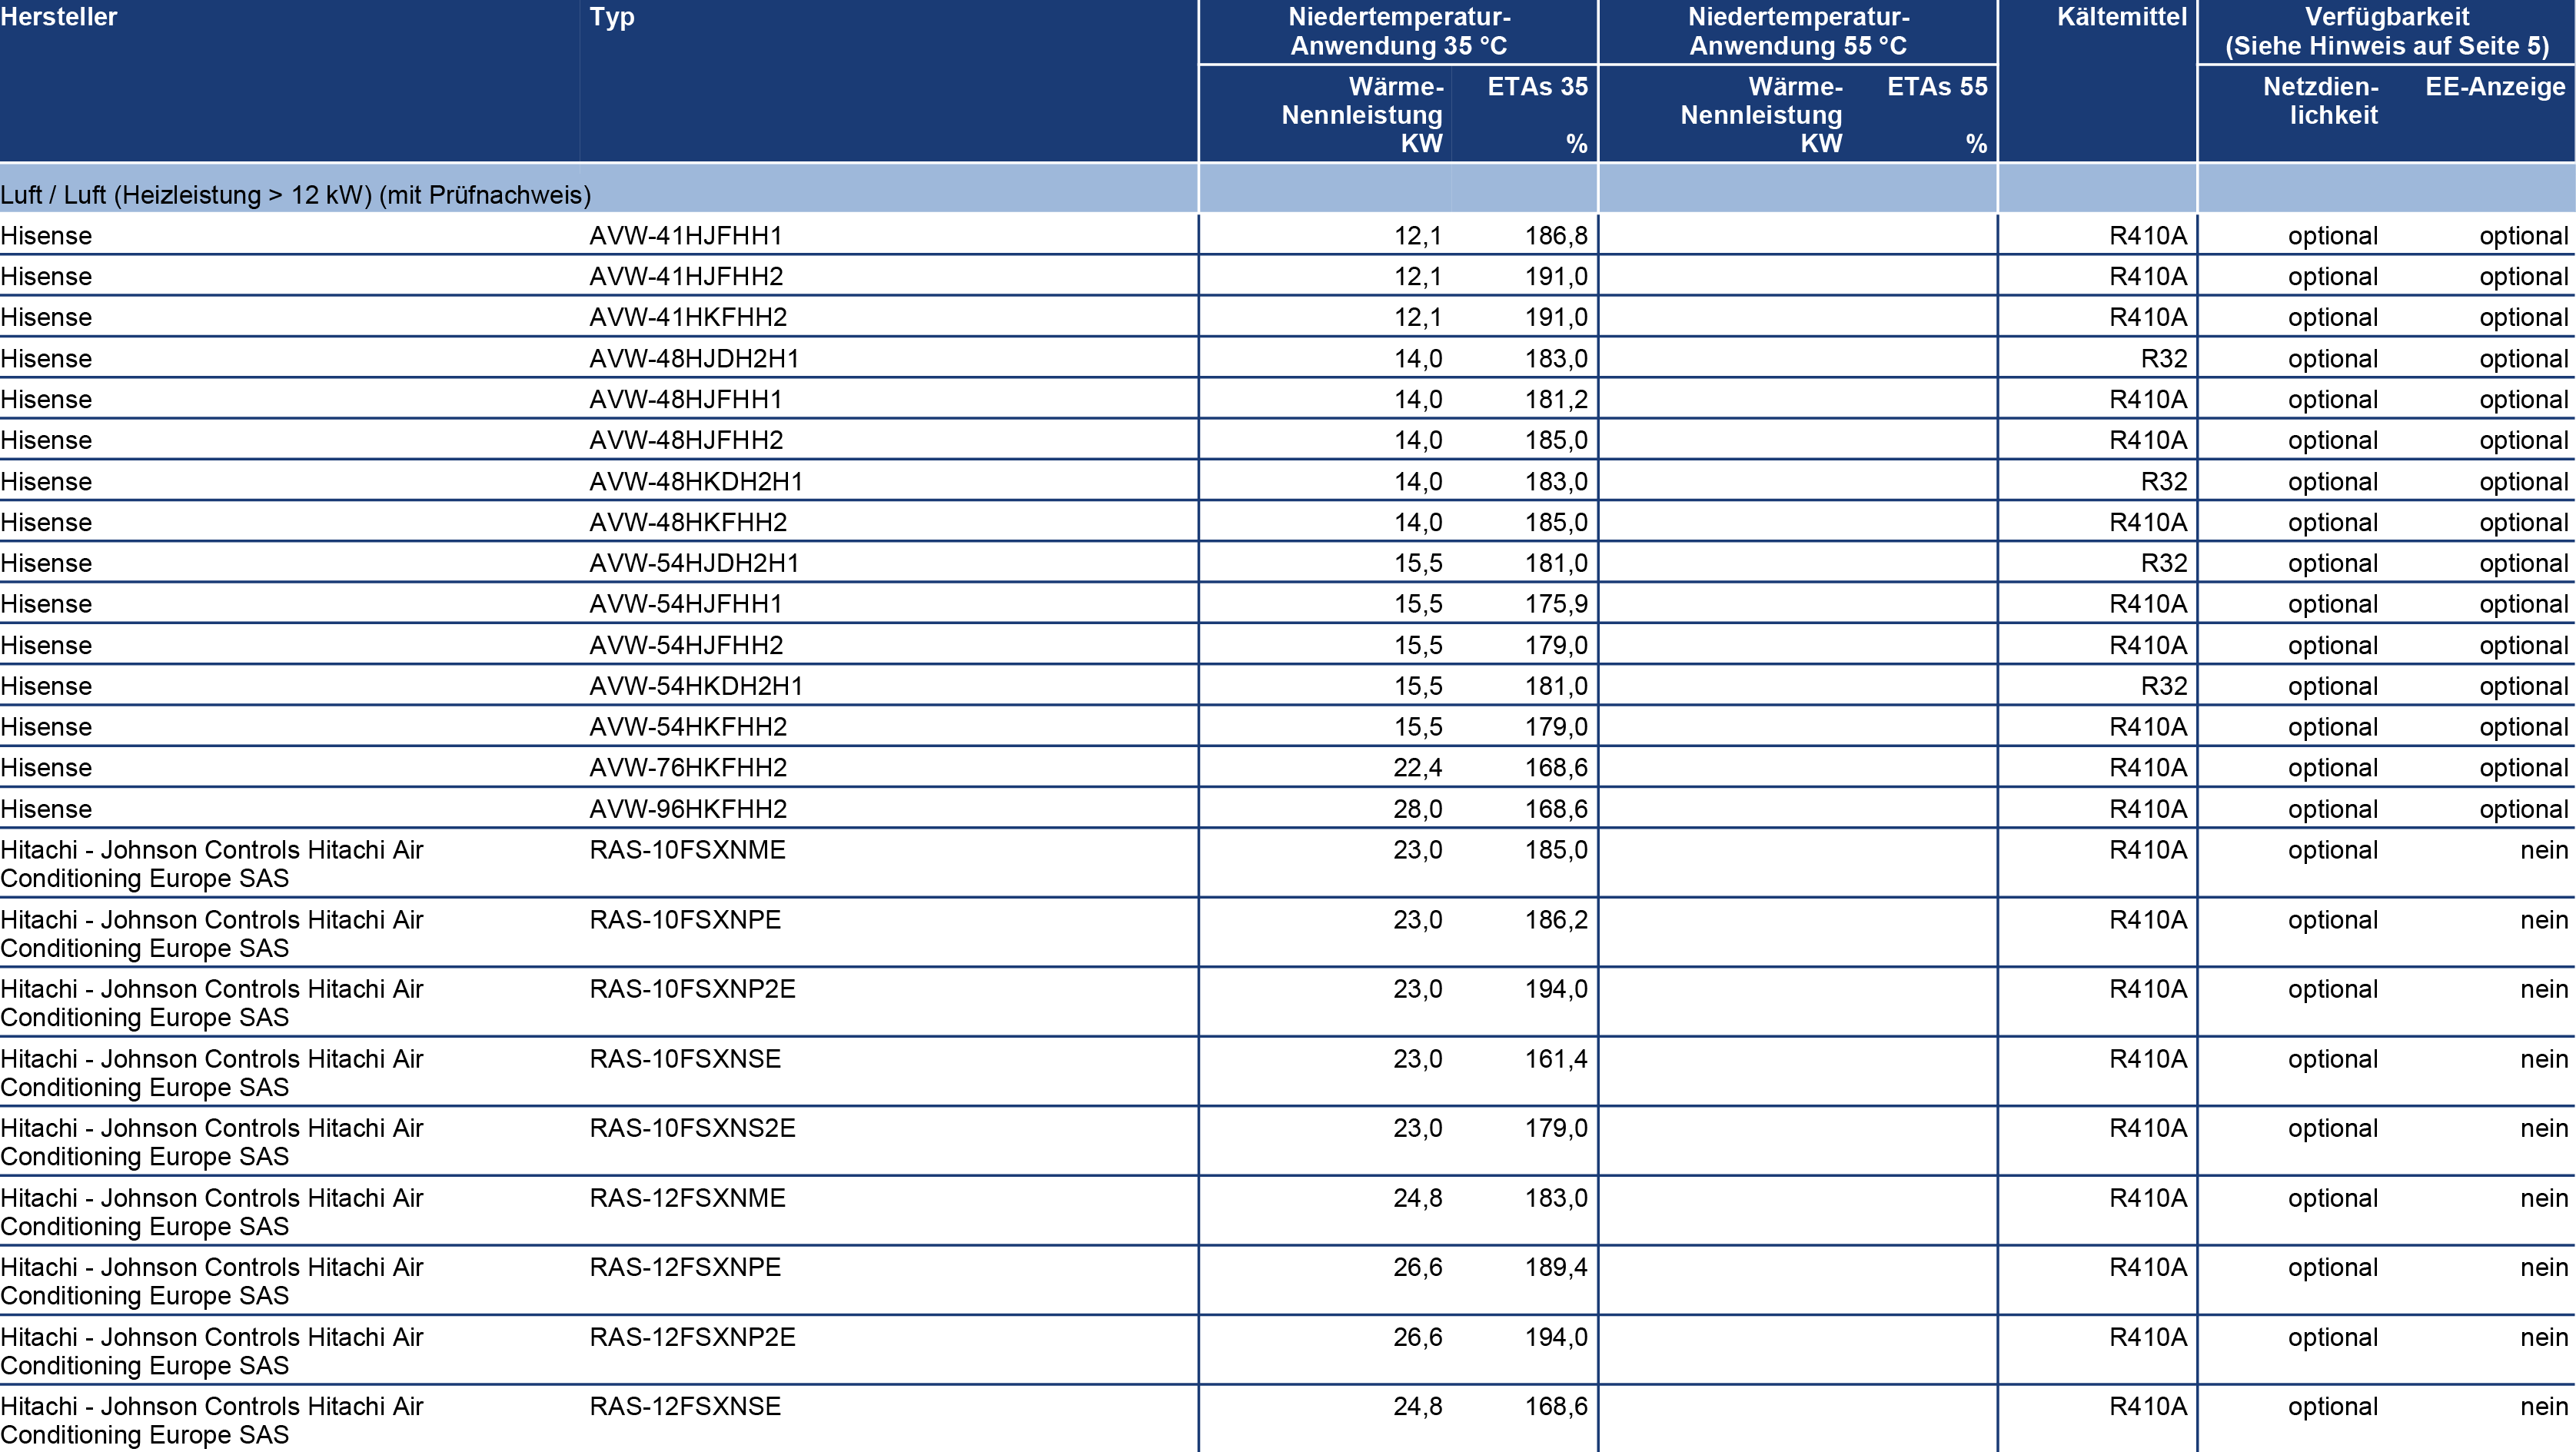 Hersteller Typ Niedertemperatur- Niedertemperatur- Kältemittel Verfügbarkeit
Anwendung 35 °C Anwendung 55 °C (Siehe Hinweis auf Seite 5)
Wärme- ETAs 35 Wärme- ETAs 55 Netzdien- EE-Anzeige
Nennleistung Nennleistung lichkeit
KW % KW %
Luft / Luft (Heizleistung > 12 kW) (mit Prüfnachweis)
Hisense AVW-41HJFHH1 12,1 186,8 R410A optional optional
Hisense AVW-41HJFHH2 12,1 191,0 R410A optional optional
Hisense AVW-41HKFHH2 12,1 191,0 R410A optional optional
Hisense AVW-48HJDH2H1 14,0 183,0 R32 optional optional
Hisense AVW-48HJFHH1 14,0 181,2 R410A optional optional
Hisense AVW-48HJFHH2 14,0 185,0 R410A optional optional
Hisense AVW-48HKDH2H1 14,0 183,0 R32 optional optional
Hisense AVW-48HKFHH2 14,0 185,0 R410A optional optional
Hisense AVW-54HJDH2H1 15,5 181,0 R32 optional optional
Hisense AVW-54HJFHH1 15,5 175,9 R410A optional optional
Hisense AVW-54HJFHH2 15,5 179,0 R410A optional optional
Hisense AVW-54HKDH2H1 15,5 181,0 R32 optional optional
Hisense AVW-54HKFHH2 15,5 179,0 R410A optional optional
Hisense AVW-76HKFHH2 22,4 168,6 R410A optional optional
Hisense AVW-96HKFHH2 28,0 168,6 R410A optional optional
Hitachi - Johnson Controls Hitachi Air RAS-10FSXNME 23,0 185,0 R410A optional nein
Conditioning Europe SAS
Hitachi - Johnson Controls Hitachi Air RAS-10FSXNPE 23,0 186,2 R410A optional nein
Conditioning Europe SAS
Hitachi - Johnson Controls Hitachi Air RAS-10FSXNP2E 23,0 194,0 R410A optional nein
Conditioning Europe SAS
Hitachi - Johnson Controls Hitachi Air RAS-10FSXNSE 23,0 161,4 R410A optional nein
Conditioning Europe SAS
Hitachi - Johnson Controls Hitachi Air RAS-10FSXNS2E 23,0 179,0 R410A optional nein
Conditioning Europe SAS
Hitachi - Johnson Controls Hitachi Air RAS-12FSXNME 24,8 183,0 R410A optional nein
Conditioning Europe SAS
Hitachi - Johnson Controls Hitachi Air RAS-12FSXNPE 26,6 189,4 R410A optional nein
Conditioning Europe SAS
Hitachi - Johnson Controls Hitachi Air RAS-12FSXNP2E 26,6 194,0 R410A optional nein
Conditioning Europe SAS
Hitachi - Johnson Controls Hitachi Air RAS-12FSXNSE 24,8 168,6 R410A optional nein
Conditioning Europe SAS